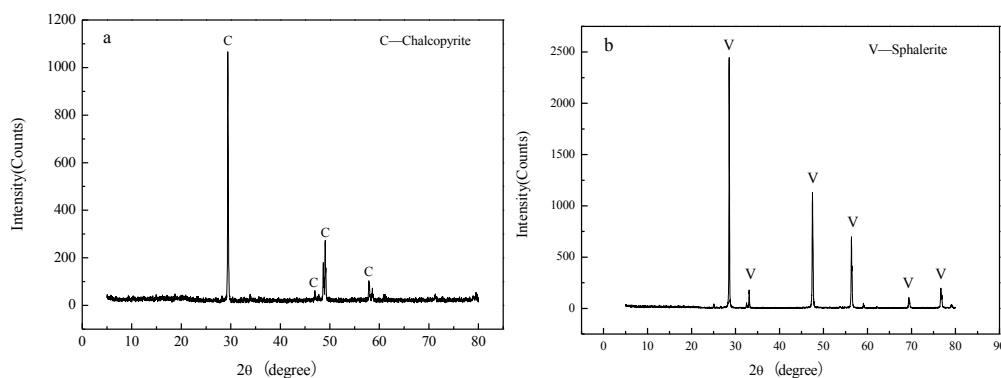 a
C—Chalcopyrite
C
C
C
C
1200
1000
800
600
400
200
0
0 10 20 30 40 50 60 70 80
Intensity(Counts)
2θ (degree)
b
V—Sphalerite
V
V
V
V
V
V
2500
2000
1500
1000
500
0
0 10 20 30 40 50 60 70 80 90
Intensity(Counts)
2θ (degree)